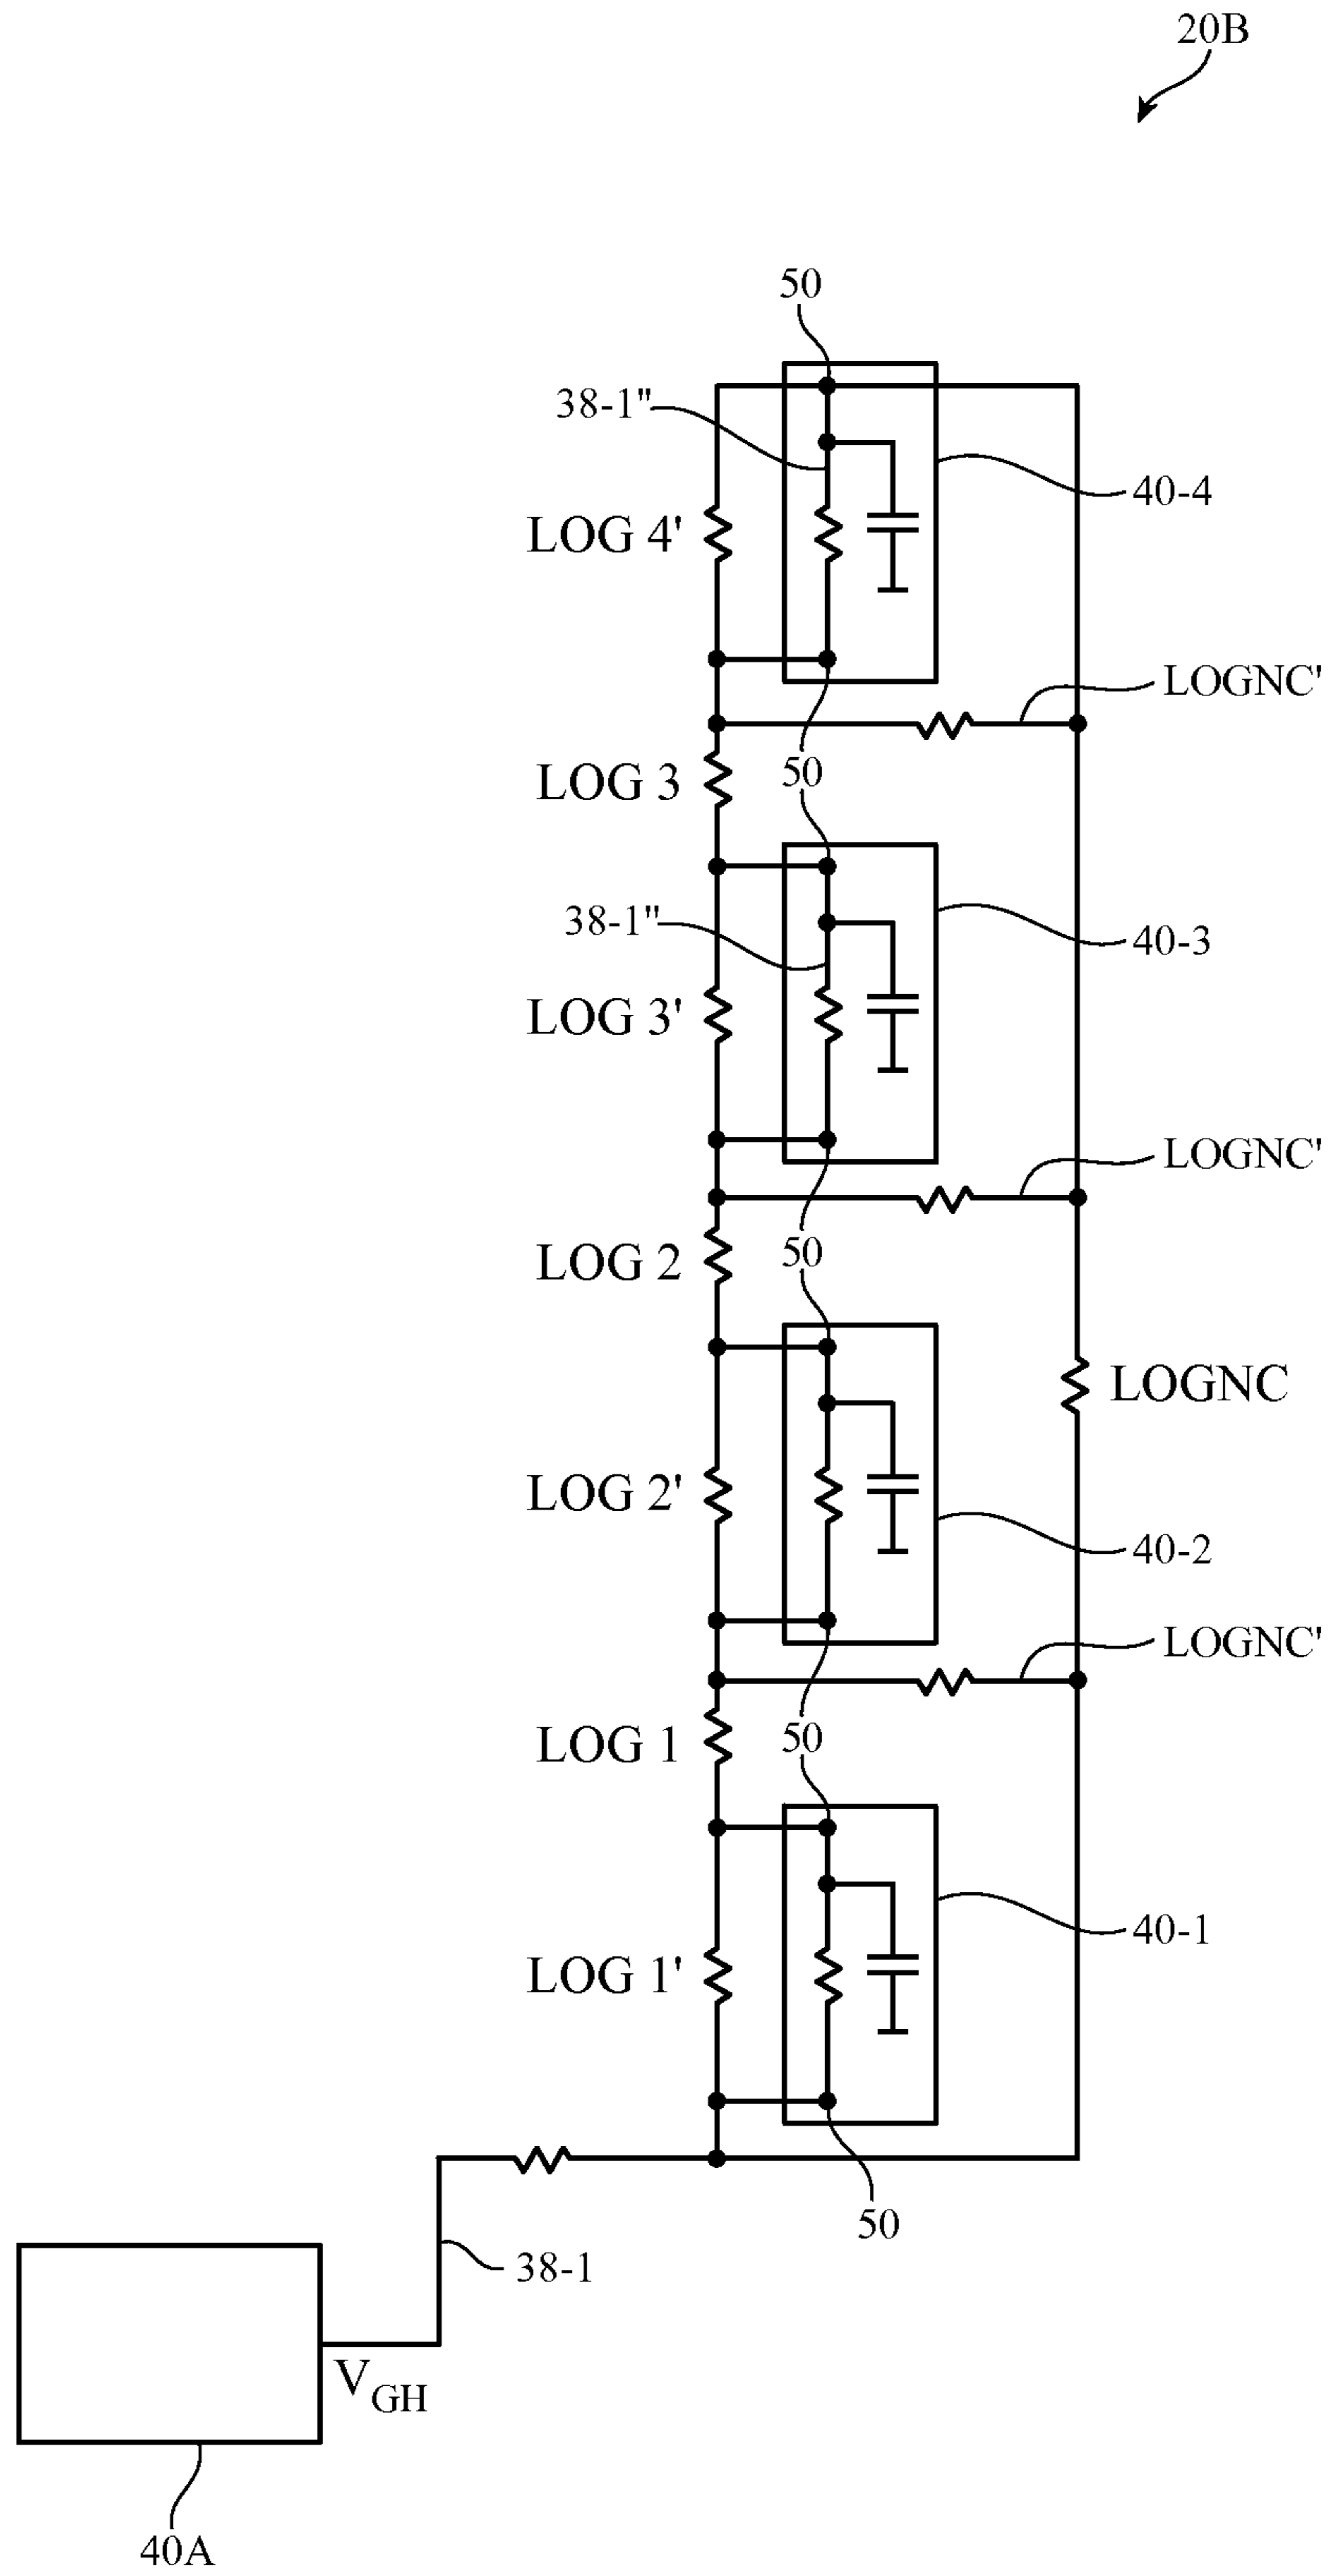 20B
50
38-1"
40-4
LOG 4'
LOGNC'
50
LOG 3
38-1"
40-3
LOG 3'
LOGNC'
50
LOG 2
LOGNC
LOG 2'
40-2
LOGNC'
50
LOG 1
40-1
LOG 1'
50
38-1
VGH
40A